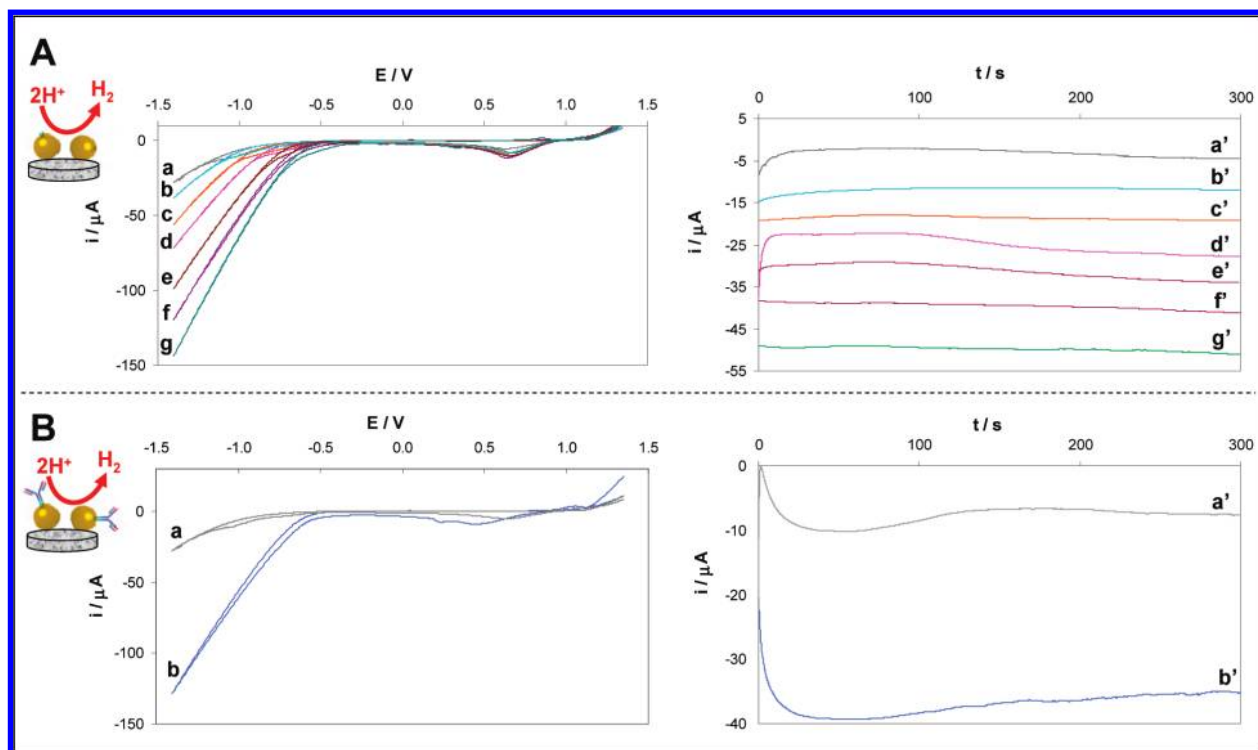 A
2H⁺
H₂
E / V
-1.5 -1.0 -0.5 0.0 0.5 1.0 1.5
0
-50
-100
-150
i / μA
a
b
c
d
e
f
g
t / s
0 100 200 300
5
-5
-15
-25
-35
-45
-55
i / μA
a'
b'
c'
d'
e'
f'
g'
B
2H⁺
H₂
E / V
-1.5 -1.0 -0.5 0.0 0.5 1.0 1.5
0
-50
-100
-150
i / μA
a
b
t / s
0 100 200 300
0
-10
-20
-30
-40
i / μA
a'
b'